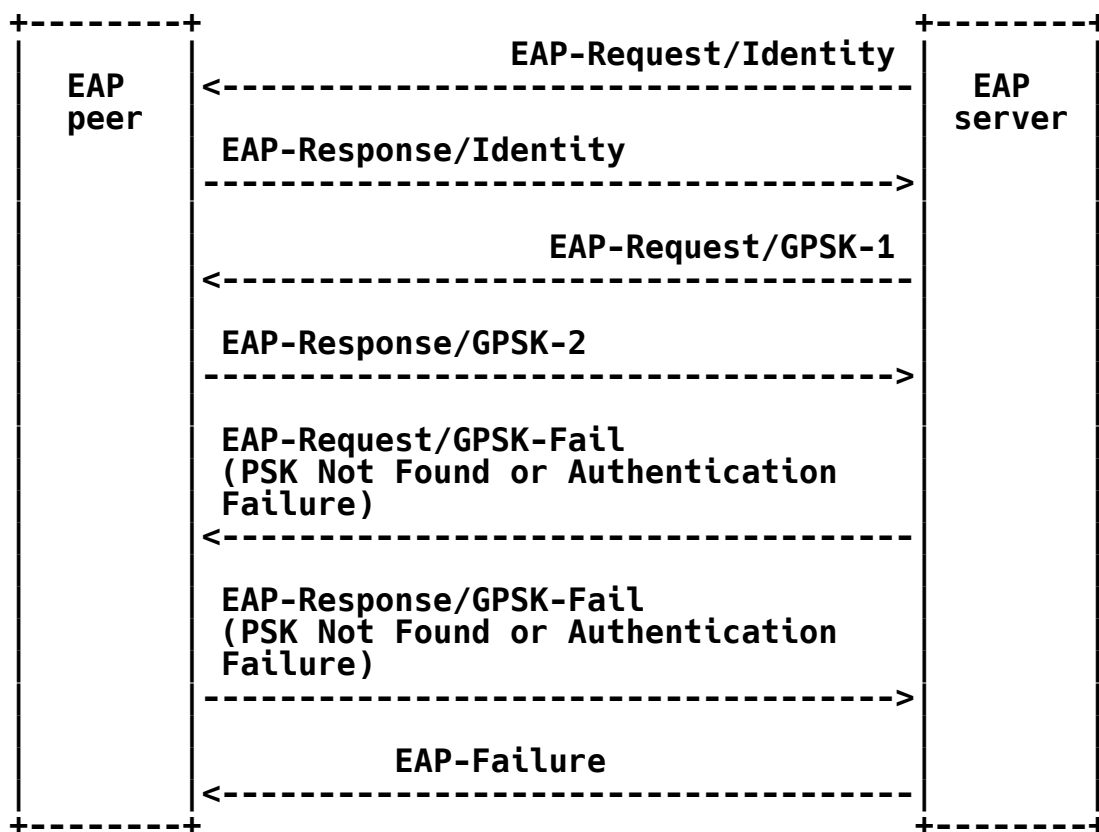 EAP-Request/Identity
EAP
EAP
peer
server
EAP-Response/Identity
EAP-Request/GPSK-1
EAP-Response/GPSK-2
EAP-Request/GPSK-Fail
(PSK Not Found or Authentication
Failure)
EAP-Response/GPSK-Fail
(PSK Not Found or Authentication
Failure)
EAP-Failure